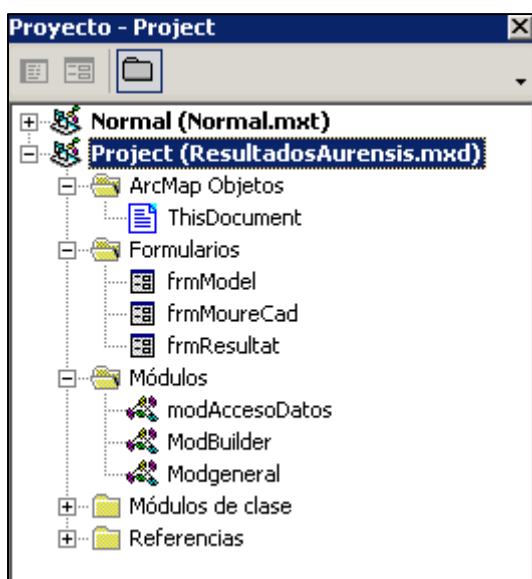 Proyecto - Project
Normal (Normal.mxt)
Project (ResultadosAurensis.mxd)
ArcMap Objetos
ThisDocument
Formularios
frmModel
frmMoureCad
frmResultat
Módulos
modAccesoDatos
ModBuilder
Modgeneral
Módulos de clase
Referencias